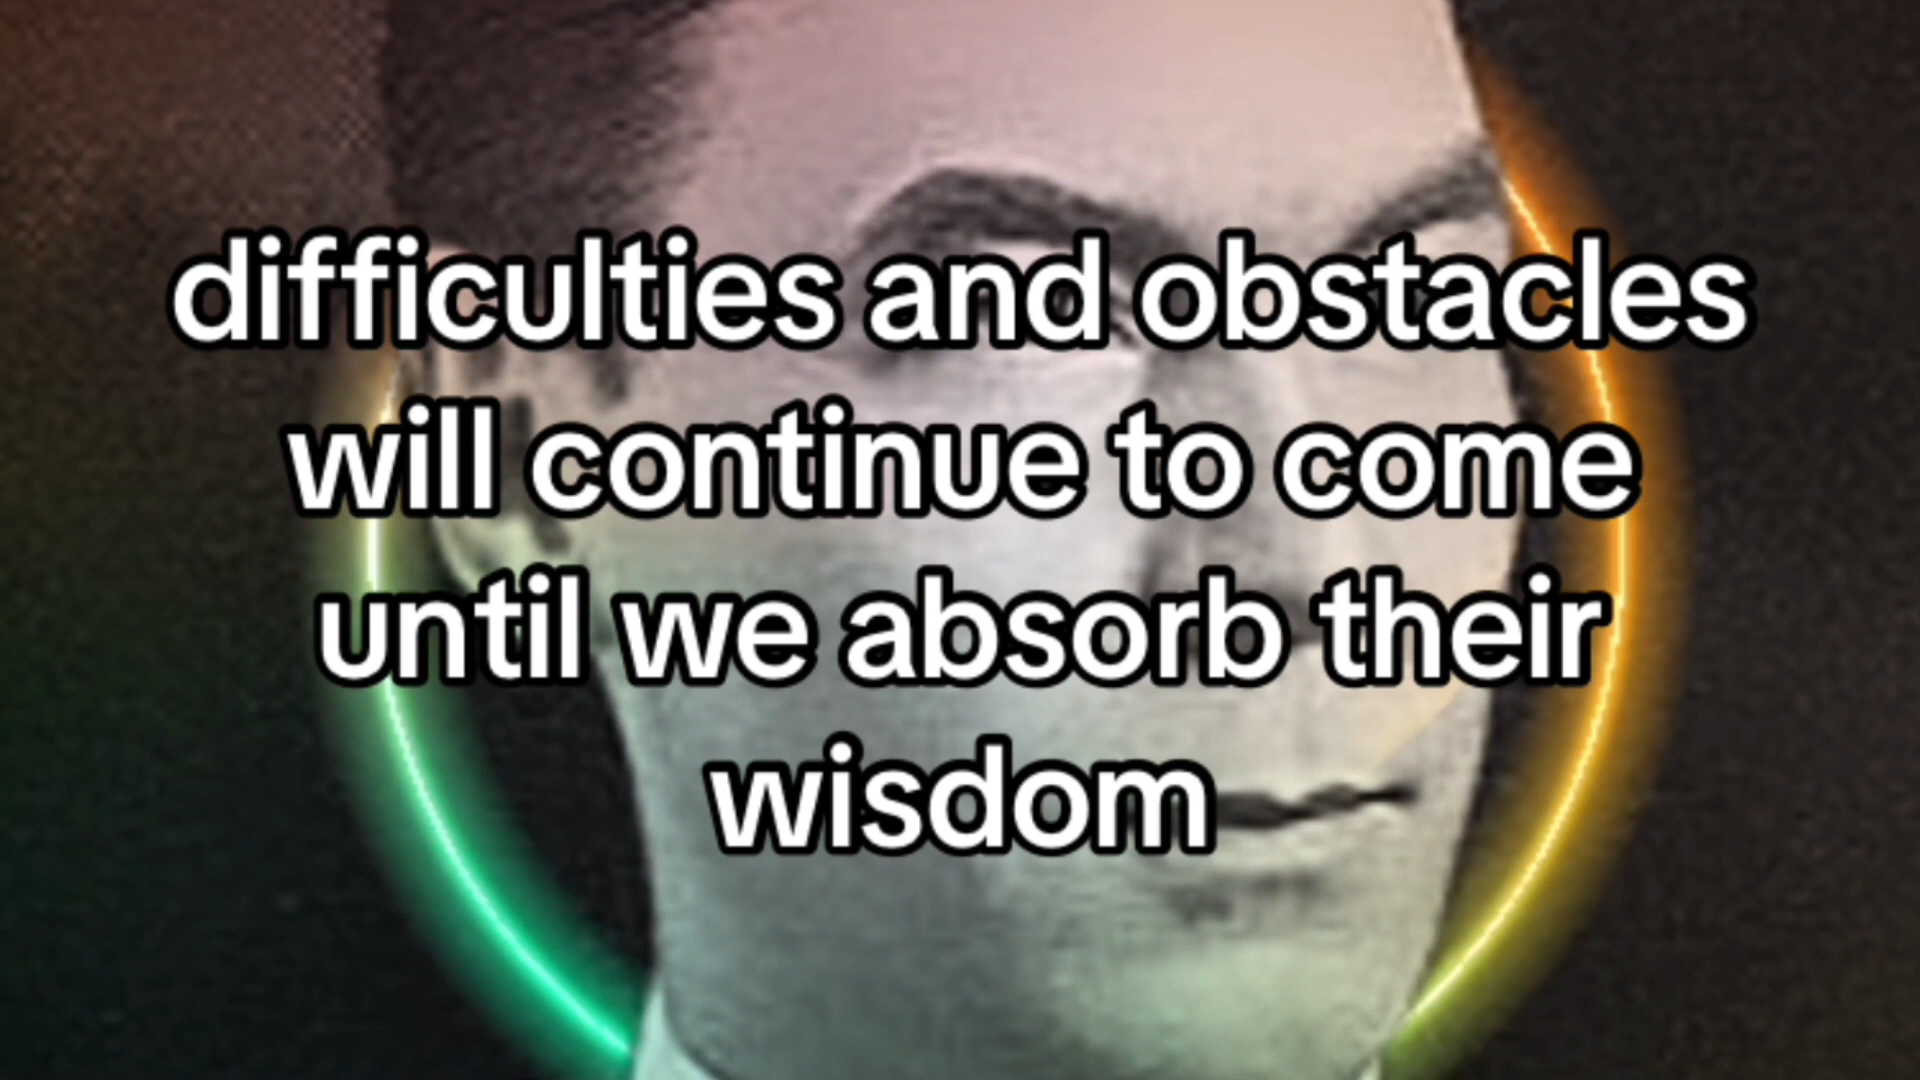 difficulties and obstacles
will continue to come
until we absorb their
wisdom